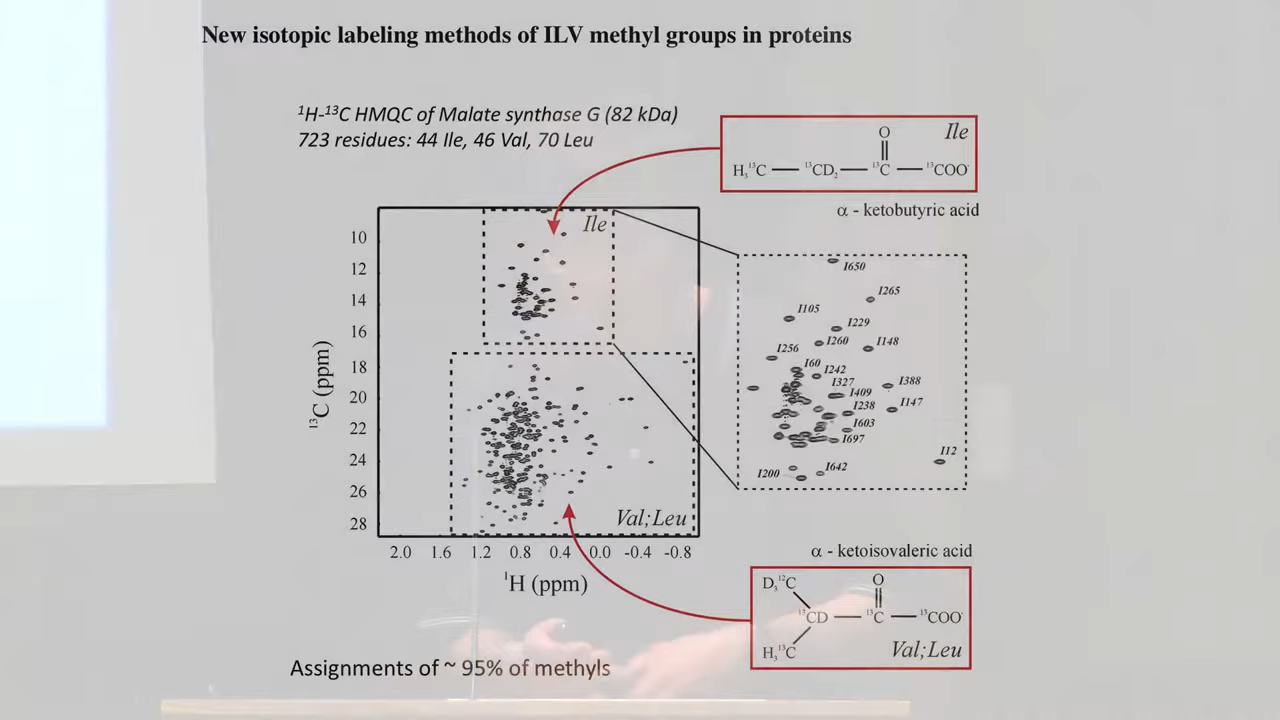 New isotopic labeling methods of ILV methyl groups in proteins
¹H-¹³C HMQC of Malate synthase G (82 kDa)
723 residues: 44 Ile, 46 Val, 70 Leu
O
Ile
H₃¹³C — ¹³CD₂ — ¹³C — ¹³COO⁻
α - ketobutyric acid
Ile
10
12
14
16
18
20
22
24
26
28
¹³C (ppm)
Val;Leu
2.0 1.6 1.2 0.8 0.4 0.0 -0.4 -0.8
¹H (ppm)
I650
I265
I105
I229
I260
I148
I256
I60
I242
I327
I388
I409
I147
I238
I603
I697
I12
I642
I200
α - ketoisovaleric acid
D₃¹²C
O
¹³CD — ¹³C — ¹³COO⁻
H₃¹³C
Val;Leu
Assignments of ~ 95% of methyls